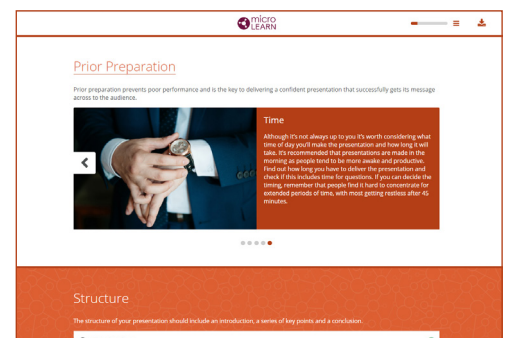 micro
LEARN
Prior Preparation
Prior preparation prevents poor performance and is the key to delivering a confident presentation that successfully gets its message
across to the audience.
Time
Although it's not always up to you it's worth considering what
time of day you'll make the presentation and how long it will
take. It's recommended that presentations are made in the
morning as people tend to be more awake and productive.
Find out how long you have to deliver the presentation and
check if this includes time for questions. If you can decide the
timing, remember that people find it hard to concentrate for
extended periods of time, with most getting restless after 45
minutes.
Structure
The structure of your presentation should include an introduction, a series of key points and a conclution.